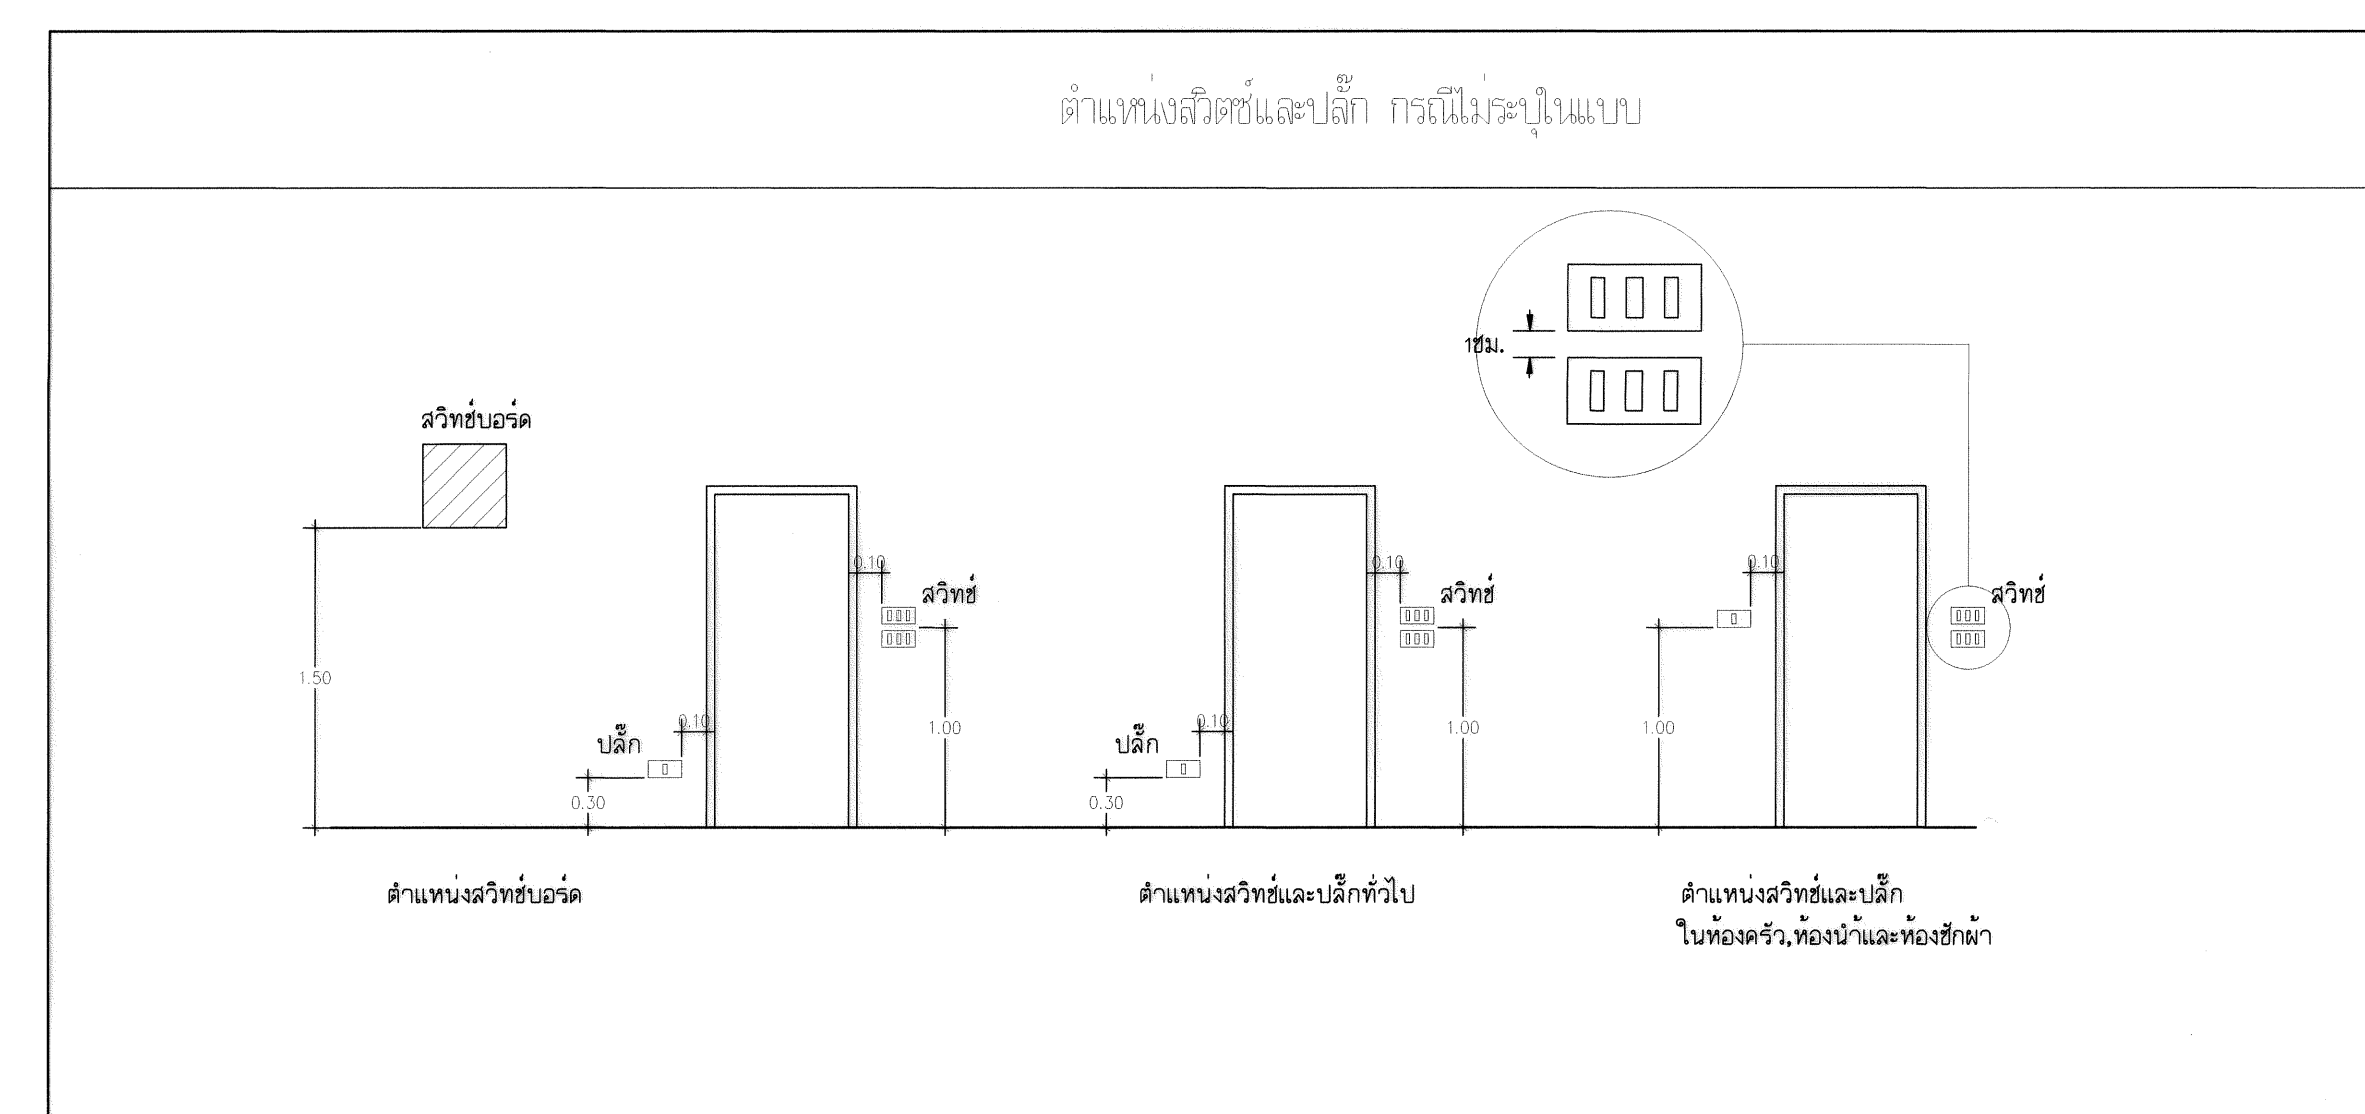 ตำแหน่งสวิตซ์และปลั๊ก กรณีไม่ระบุในแบบ
1ซม.
สวิทช์บอร์ด
0.10
0.10
0.10
สวิทช์
สวิทช์
สวิทช์
1.50
0.10
0.10
1.00
1.00
1.00
ปลั๊ก
ปลั๊ก
0.30
0.30
ตำแหน่งสวิทช์บอร์ด
ตำแหน่งสวิทช์และปลั๊กทั่วไป
ตำแหน่งสวิทช์และปลั๊ก
ในห้องครัว,ห้องน้ำและห้องซักผ้า